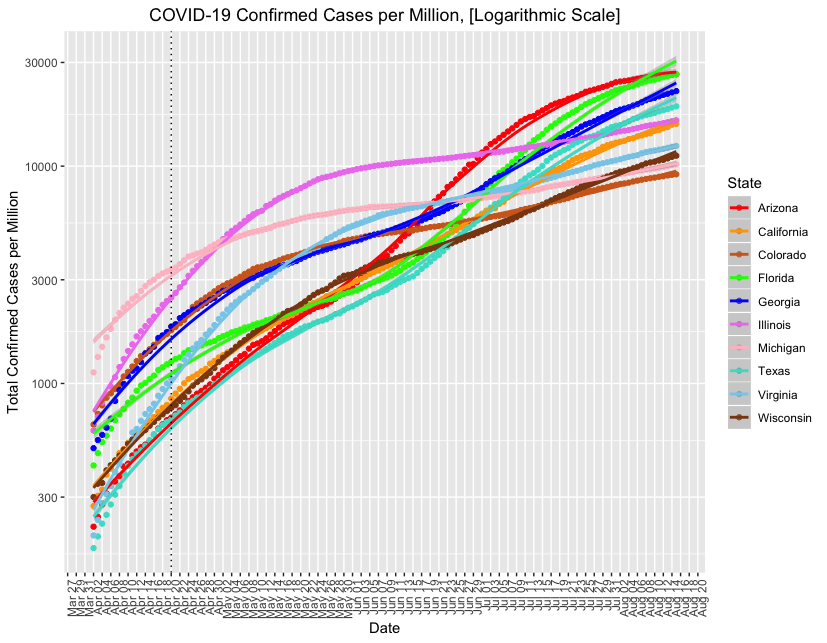 COVID-19 Confirmed Cases per Million, [Logarithmic Scale]
Total Confirmed Cases per Million
30000
10000
3000
1000
300
Mar 27
Mar 29
Mar 31
Apr 02
Apr 04
Apr 06
Apr 08
Apr 10
Apr 12
Apr 14
Apr 16
Apr 18
Apr 20
Apr 22
Apr 24
Apr 26
Apr 28
Apr 30
May 02
May 04
May 06
May 08
May 10
May 12
May 14
May 16
May 18
May 20
May 22
May 24
May 26
May 28
May 30
Jun 01
Jun 03
Jun 05
Jun 07
Jun 09
Jun 11
Jun 13
Jun 15
Jun 17
Jun 19
Jun 21
Jun 23
Jun 25
Jun 27
Jun 29
Jul 01
Jul 03
Jul 05
Jul 07
Jul 09
Jul 11
Jul 13
Jul 15
Jul 17
Jul 19
Jul 21
Jul 23
Jul 25
Jul 27
Jul 29
Jul 31
Aug 02
Aug 04
Aug 06
Aug 08
Aug 10
Aug 12
Aug 14
Aug 16
Aug 18
Aug 20
Date
State
Arizona
California
Colorado
Florida
Georgia
Illinois
Michigan
Texas
Virginia
Wisconsin